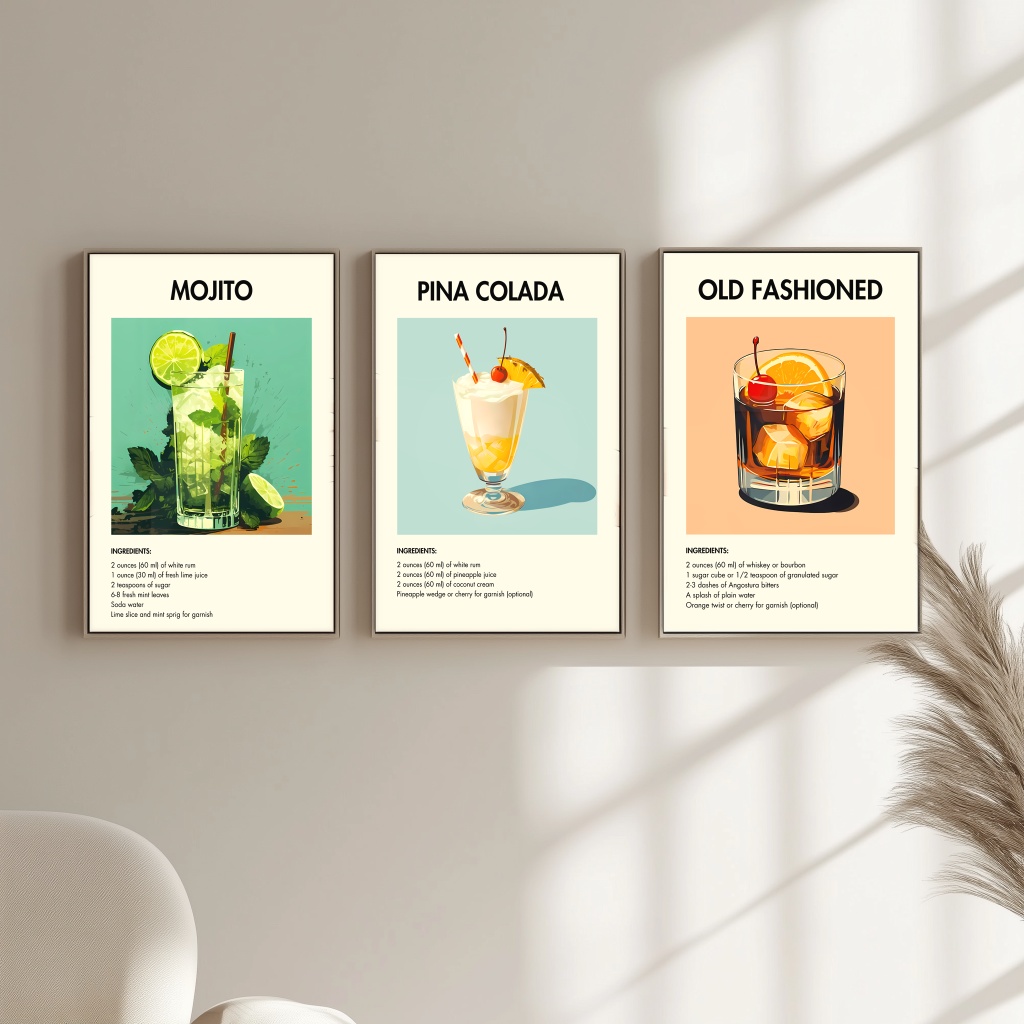 MOJITO
INGREDIENTS:
2 ounces (60 ml) of white rum
1 ounce (30 ml) of fresh lime juice
2 teaspoons of sugar
6-8 fresh mint leaves
Soda water
Lime slice and mint sprig for garnish
PINA COLADA
INGREDIENTS:
2 ounces (60 ml) of white rum
2 ounces (60 ml) of pineapple juice
2 ounces (60 ml) of coconut cream
Pineapple wedge or cherry for garnish (optional)
OLD FASHIONED
INGREDIENTS:
2 ounces (60 ml) of whiskey or bourbon
1 sugar cube or 1/2 teaspoon of granulated sugar
2-3 dashes of Angostura bitters
A splash of plain water
Orange twist or cherry for garnish (optional)